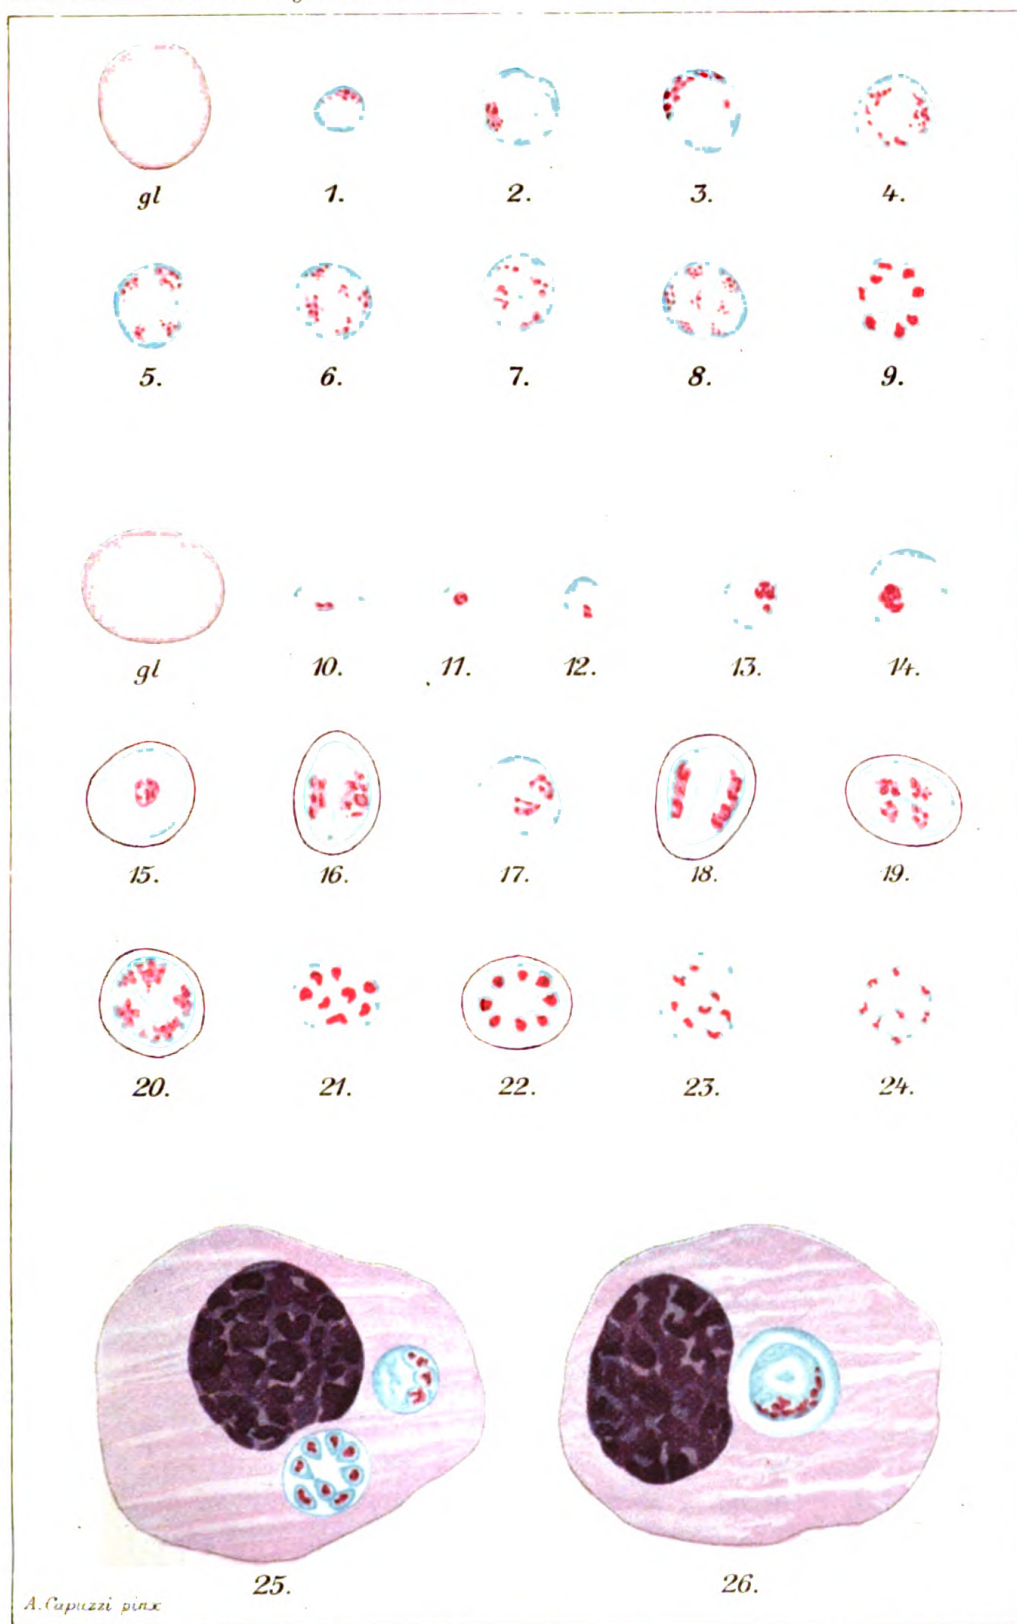 gl 1. 2. 3. 4.
5. 6. 7. 8. 9.
gl 10. 11. 12. 13. 14.
15. 16. 17. 18. 19.
20. 21. 22. 23. 24.
25. 26.
A. Capuzzi pinx